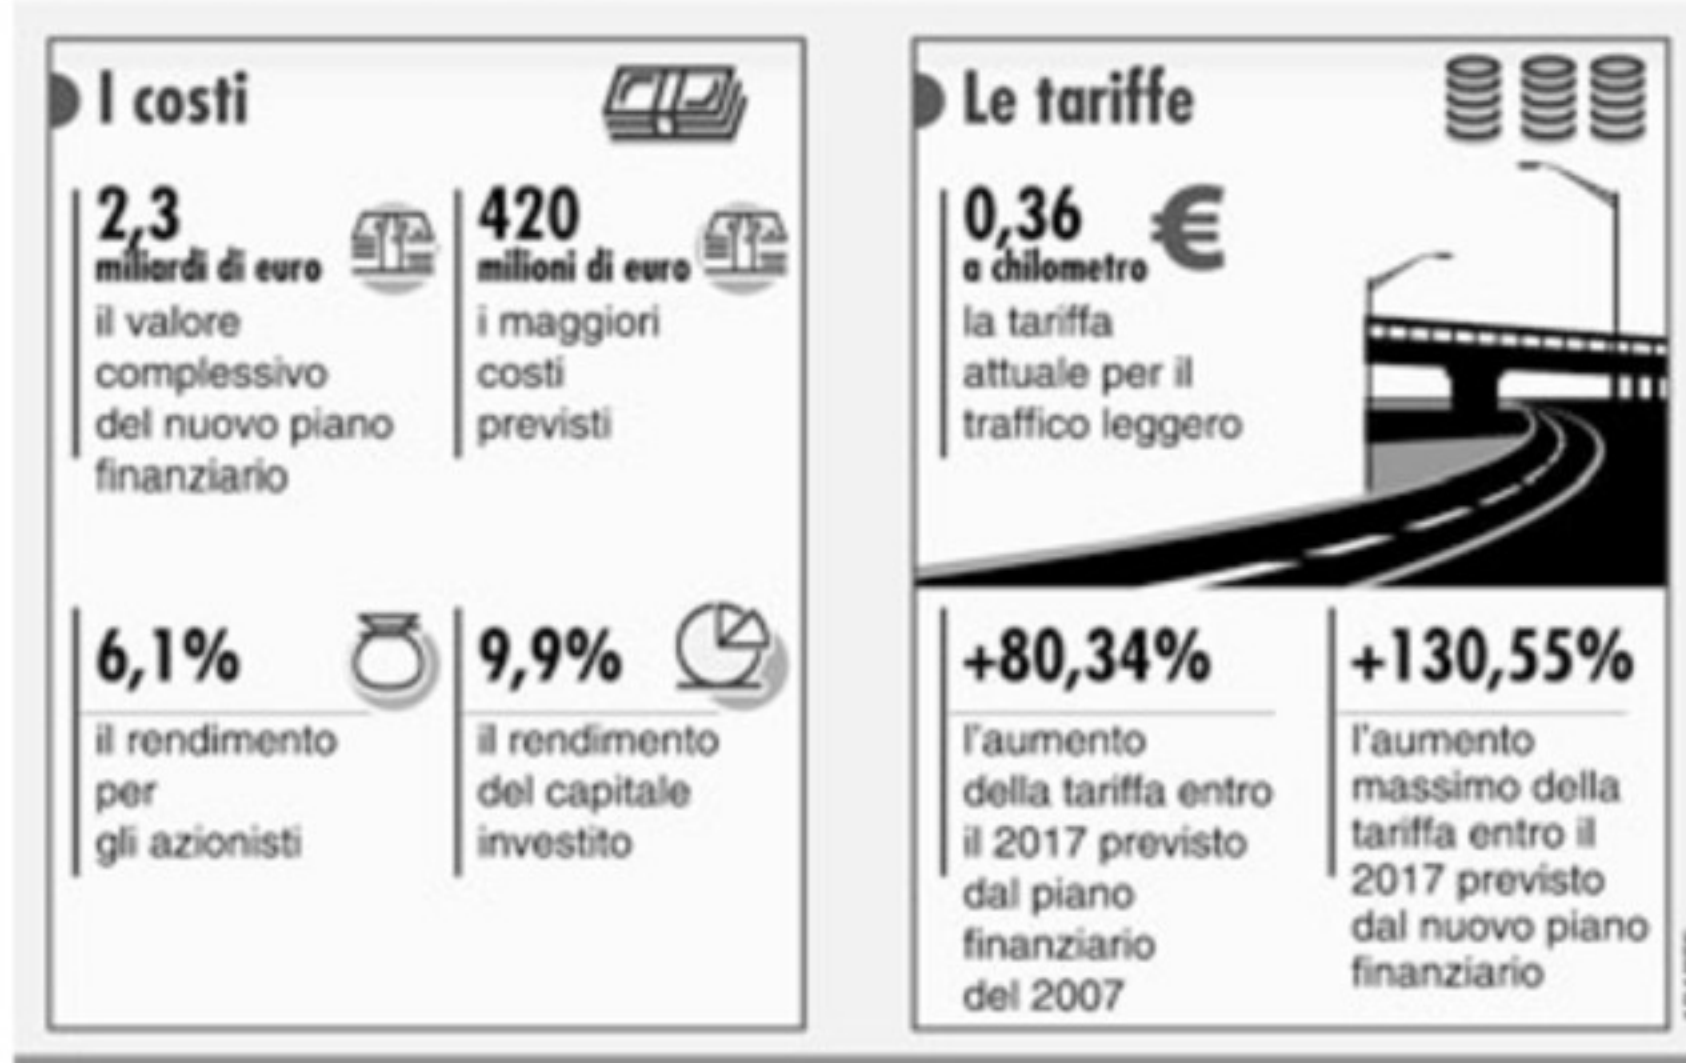 I costi
2,3
miliardi di euro
il valore
complessivo
del nuovo piano
finanziario
420
milioni di euro
i maggiori
costi
previsti
6,1%
il rendimento
per
gli azionisti
9,9%
il rendimento
del capitale
investito
Le tariffe
0,36 €
a chilometro
la tariffa
attuale per il
traffico leggero
+80,34%
l'aumento
della tariffa entro
il 2017 previsto
dal piano
finanziario
del 2007
+130,55%
l'aumento
massimo della
tariffa entro il
2017 previsto
dal nuovo piano
finanziario